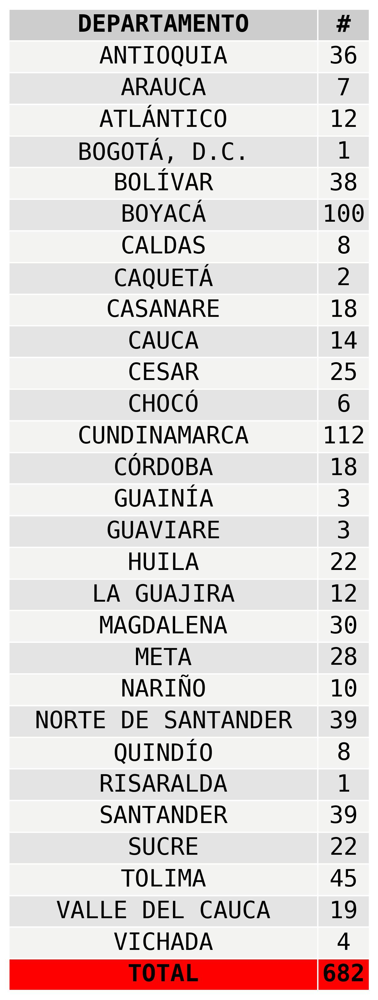 DEPARTAMENTO #
ANTIOQUIA 36
ARAUCA 7
ATLÁNTICO 12
BOGOTÁ, D.C. 1
BOLÍVAR 38
BOYACÁ 100
CALDAS 8
CAQUETÁ 2
CASANARE 18
CAUCA 14
CESAR 25
CHOCÓ 6
CUNDINAMARCA 112
CÓRDOBA 18
GUAINÍA 3
GUAVIARE 3
HUILA 22
LA GUAJIRA 12
MAGDALENA 30
META 28
NARIÑO 10
NORTE DE SANTANDER 39
QUINDÍO 8
RISARALDA 1
SANTANDER 39
SUCRE 22
TOLIMA 45
VALLE DEL CAUCA 19
VICHADA 4
TOTAL 682